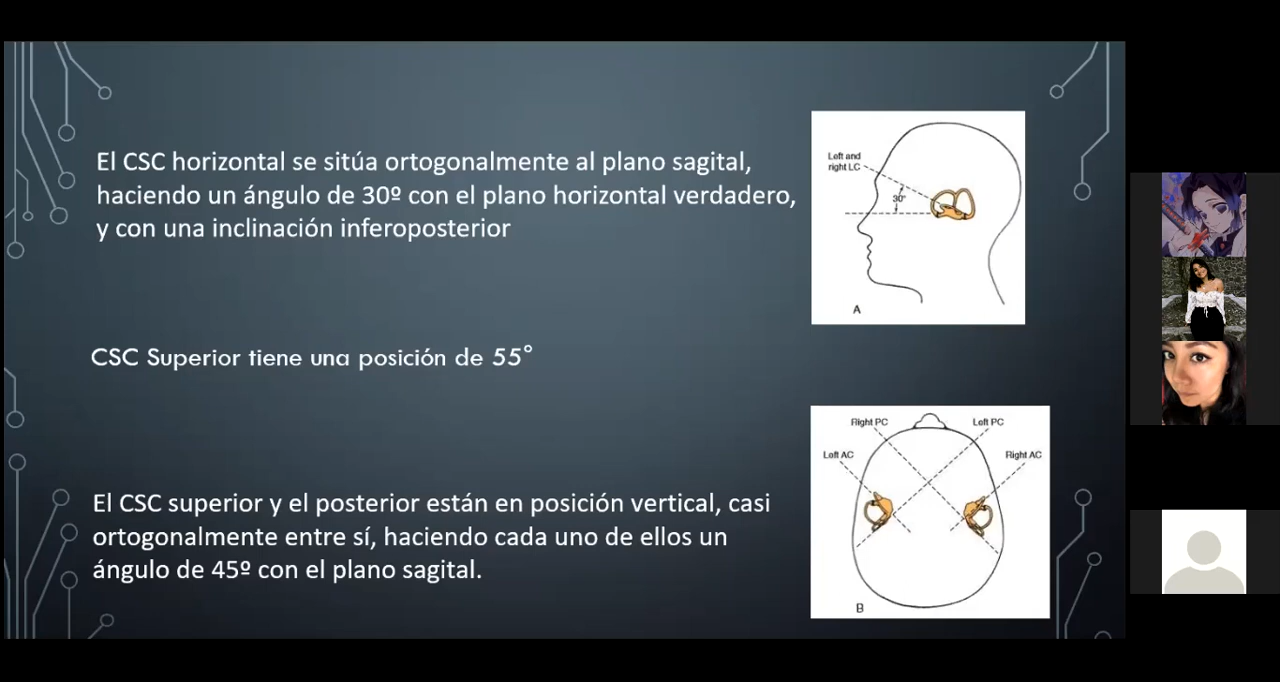 El CSC horizontal se sitúa ortogonalmente al plano sagital,
haciendo un ángulo de 30º con el plano horizontal verdadero,
y con una inclinación inferoposterior
Left and
right LC
30°
A
CSC Superior tiene una posición de 55°
El CSC superior y el posterior están en posición vertical, casi
ortogonalmente entre sí, haciendo cada uno de ellos un
ángulo de 45º con el plano sagital.
Right PC
Left PC
Left AC
Right AC
B